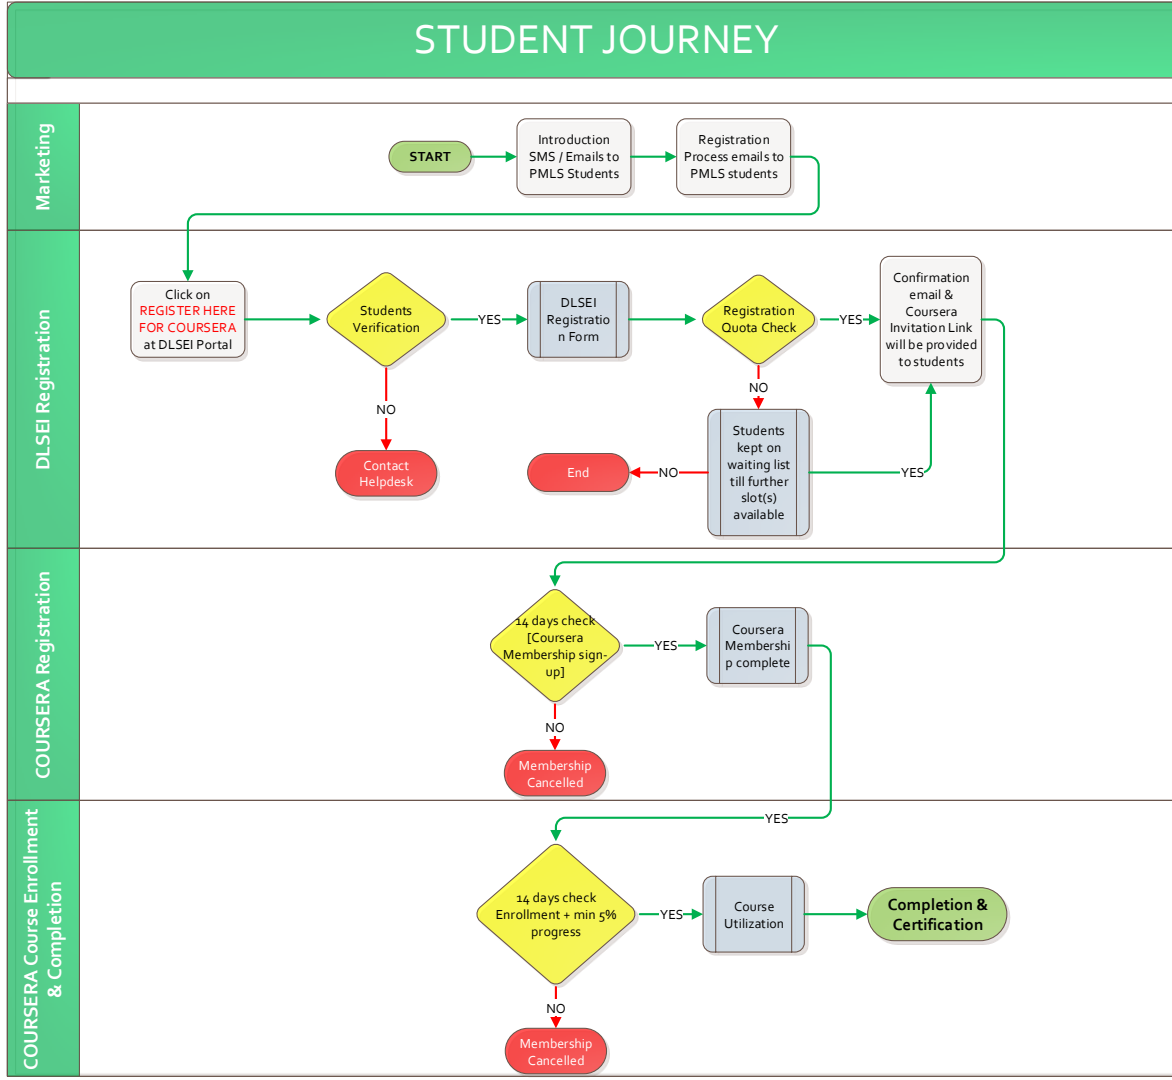 STUDENT JOURNEY
Marketing
START
Introduction
SMS / Emails to
PMLS Students
Registration
Process emails to
PMLS students
DLSEI Registration
Click on
REGISTER HERE
FOR COURSERA
at DLSEI Portal
Students
Verification
YES
NO
Contact
Helpdesk
DLSEI
Registratio
n Form
Registration
Quota Check
YES
NO
Confirmation
email &
Coursera
Invitation Link
will be provided
to students
Students
kept on
waiting list
till further
slot(s)
available
NO
End
YES
COURSERA Registration
14 days check
[Coursera
Membership sign-
up]
YES
Coursera
Membershi
p complete
NO
Membership
Cancelled
COURSERA Course Enrollment
& Completion
YES
14 days check
Enrollment + min 5%
progress
YES
Course
Utilization
Completion &
Certification
NO
Membership
Cancelled